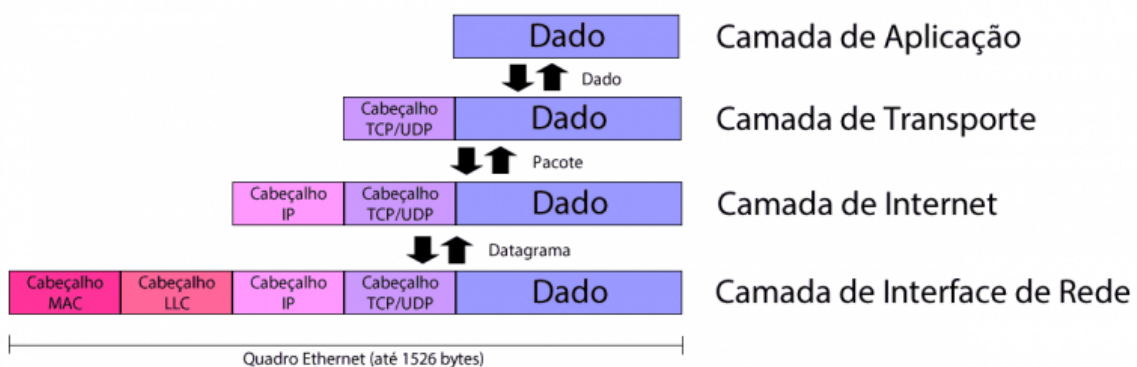 Dado
Camada de Aplicação
Dado
Cabeçalho
TCP/UDP
Dado
Camada de Transporte
Pacote
Cabeçalho
IP
Cabeçalho
TCP/UDP
Dado
Camada de Internet
Datagrama
Cabeçalho
MAC
Cabeçalho
LLC
Cabeçalho
IP
Cabeçalho
TCP/UDP
Dado
Camada de Interface de Rede
Quadro Ethernet (até 1526 bytes)